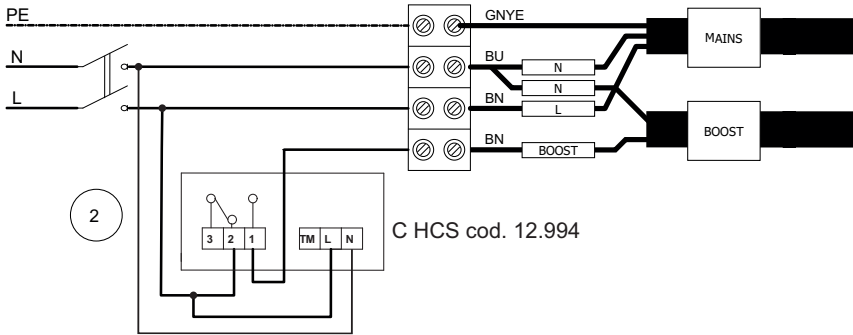 PE
GNYE
MAINS
N
BU
N
N
L
BN
L
BN
BOOST
BOOST
2
3 2 1
TM L N
C HCS cod. 12.994